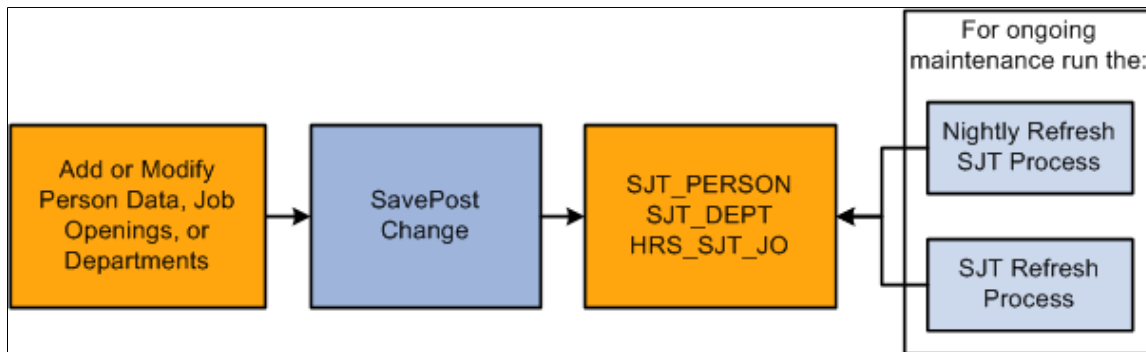 Add or Modify
Person Data, Job
Openings, or
Departments
SavePost
Change
SJT_PERSON
SJT_DEPT
HRS_SJT_JO
For ongoing
maintenance run the:
Nightly Refresh
SJT Process
SJT Refresh
Process